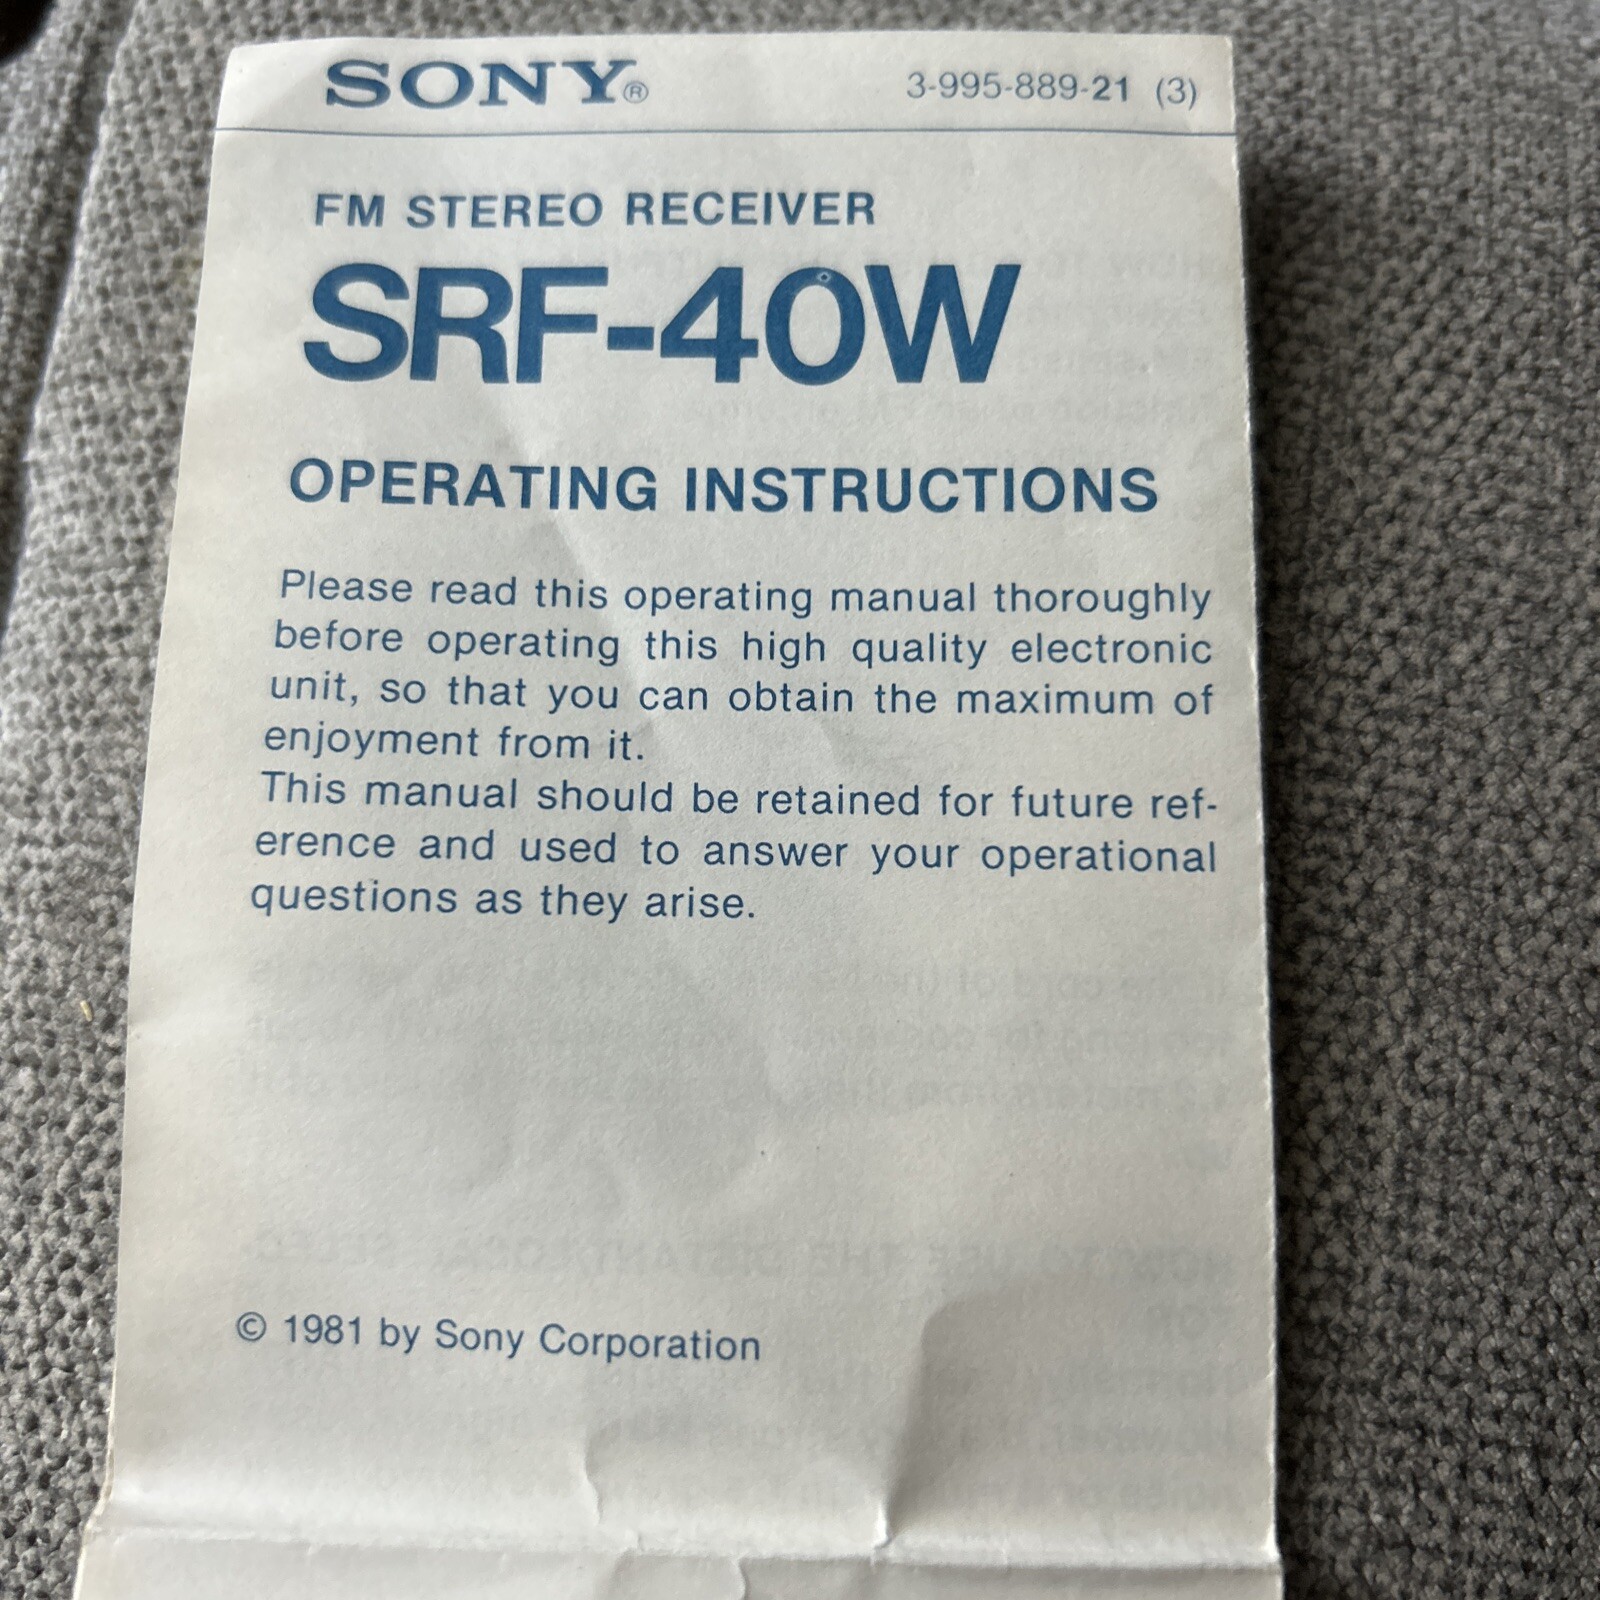 SONY®
3-995-889-21 (3)
FM STEREO RECEIVER
SRF-40W
OPERATING INSTRUCTIONS
Please read this operating manual thoroughly
before operating this high quality electronic
unit, so that you can obtain the maximum of
enjoyment from it.
This manual should be retained for future ref-
erence and used to answer your operational
questions as they arise.
© 1981 by Sony Corporation